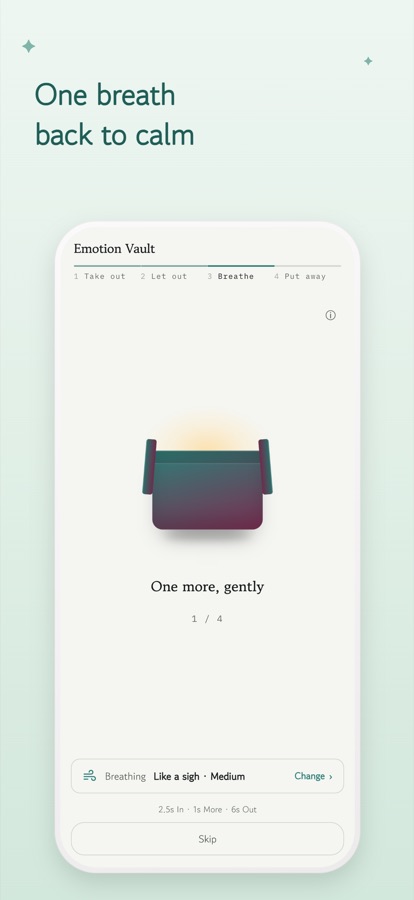 One breath
back to calm
Emotion Vault
1 Take out 2 Let out 3 Breathe 4 Put away
One more, gently
1 / 4
Breathing Like a sigh · Medium Change ›
2.5s In · 1s More · 6s Out
Skip